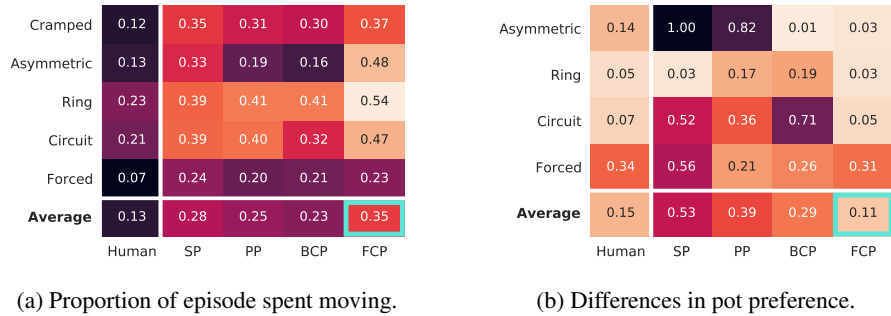 Cramped 0.12 0.35 0.31 0.30 0.37
Asymmetric 0.13 0.33 0.19 0.16 0.48
Ring 0.23 0.39 0.41 0.41 0.54
Circuit 0.21 0.39 0.40 0.32 0.47
Forced 0.07 0.24 0.20 0.21 0.23
Average 0.13 0.28 0.25 0.23 0.35
Human SP PP BCP FCP
(a) Proportion of episode spent moving.
Asymmetric 0.14 1.00 0.82 0.01 0.03
Ring 0.05 0.03 0.17 0.19 0.03
Circuit 0.07 0.52 0.36 0.71 0.05
Forced 0.34 0.56 0.21 0.26 0.31
Average 0.15 0.53 0.39 0.29 0.11
Human SP PP BCP FCP
(b) Differences in pot preference.